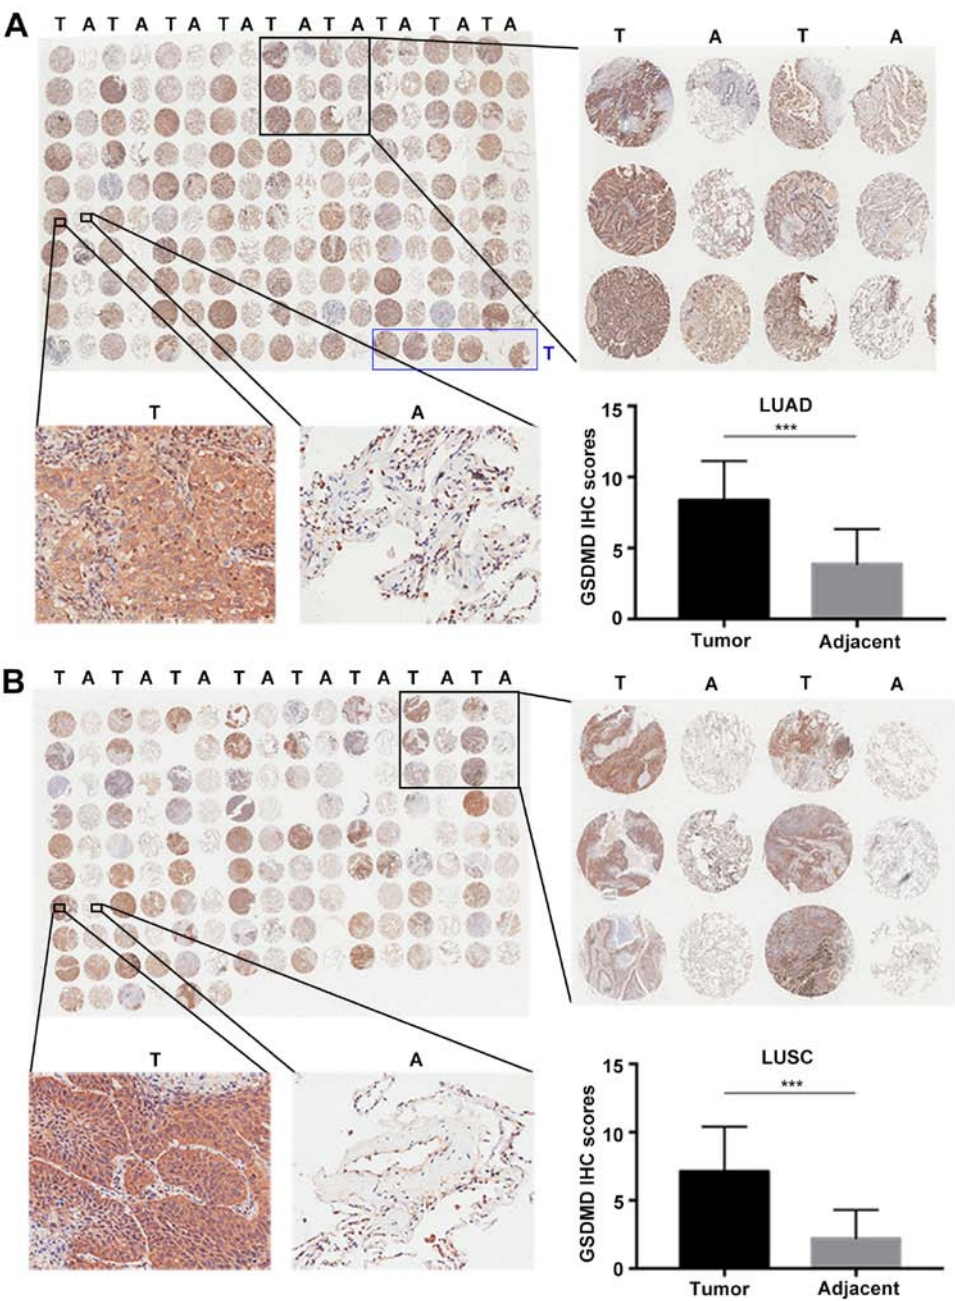 A
T A T A T A T A T A T A T A T A T A
T A T A
T
T A
LUAD
***
GSDMD IHC scores
15
10
5
0
Tumor Adjacent
B
T A T A T A T A T A T A T A T A
T A T A
T A
LUSC
***
GSDMD IHC scores
15
10
5
0
Tumor Adjacent